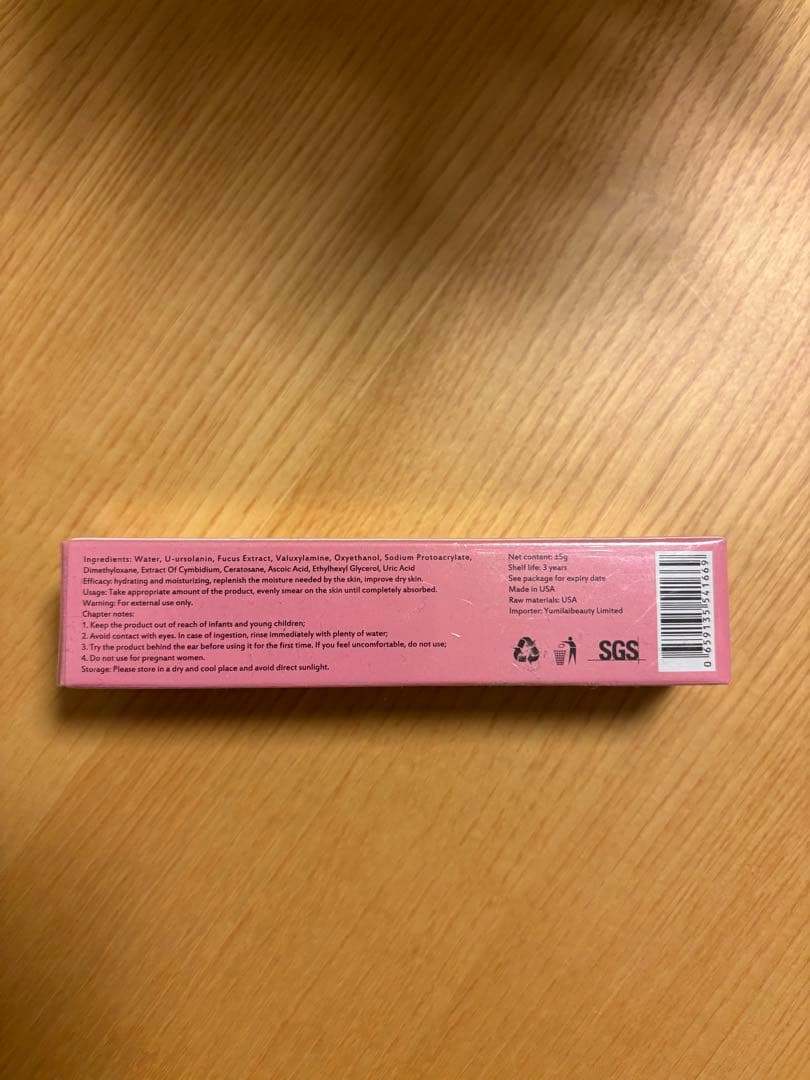 Ingredients: Water, U-ursolanin, Fucus Extract, Valuxylamine, Oxyethanol, Sodium Protoacrylate,
Dimethyloxane, Extract Of Cymbidium, Ceratosane, Ascoic Acid, Ethylhexyl Glycerol, Uric Acid
Efficacy: hydrating and moisturizing, replenish the moisture needed by the skin, improve dry skin.
Usage: Take appropriate amount of the product, evenly smear on the skin until completely absorbed.
Warning: For external use only.
Chapter notes:
1. Keep the product out of reach of infants and young children;
2. Avoid contact with eyes. In case of ingestion, rinse immediately with plenty of water;
3. Try the product behind the ear before using it for the first time. If you feel uncomfortable, do not use;
4. Do not use for pregnant women.
Storage: Please store in a dry and cool place and avoid direct sunlight.
Net content: ±5g
Shelf life: 3 years
See package for expiry date
Made in USA
Raw materials: USA
Importer: Yumilaibeauty Limited
SGS
0 659135 541669